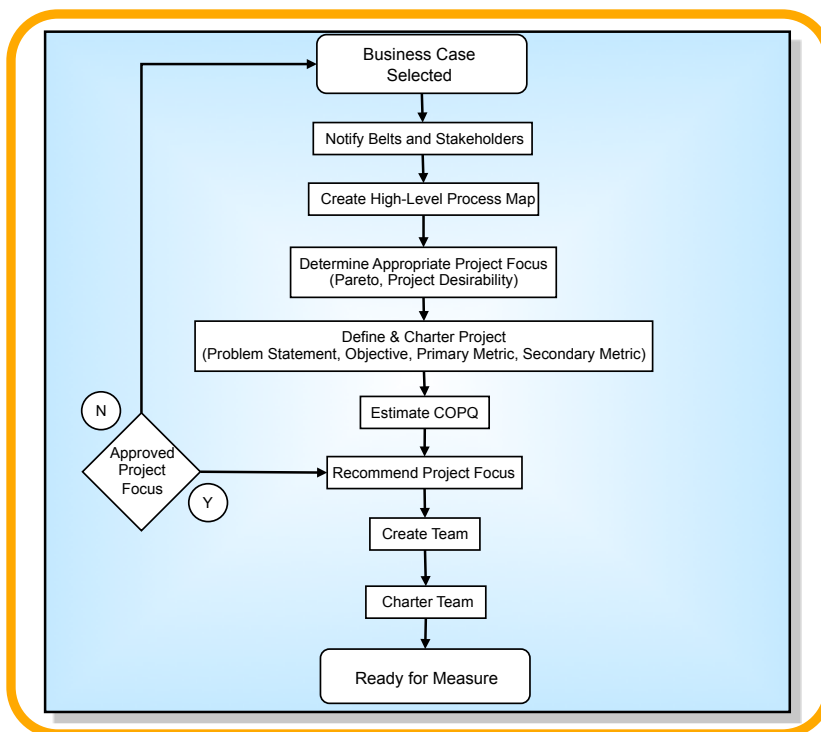 Business Case
Selected
Notify Belts and Stakeholders
Create High-Level Process Map
Determine Appropriate Project Focus
(Pareto, Project Desirability)
Define & Charter Project
(Problem Statement, Objective, Primary Metric, Secondary Metric)
N
Estimate COPQ
Approved
Project
Focus
Recommend Project Focus
Y
Create Team
Charter Team
Ready for Measure